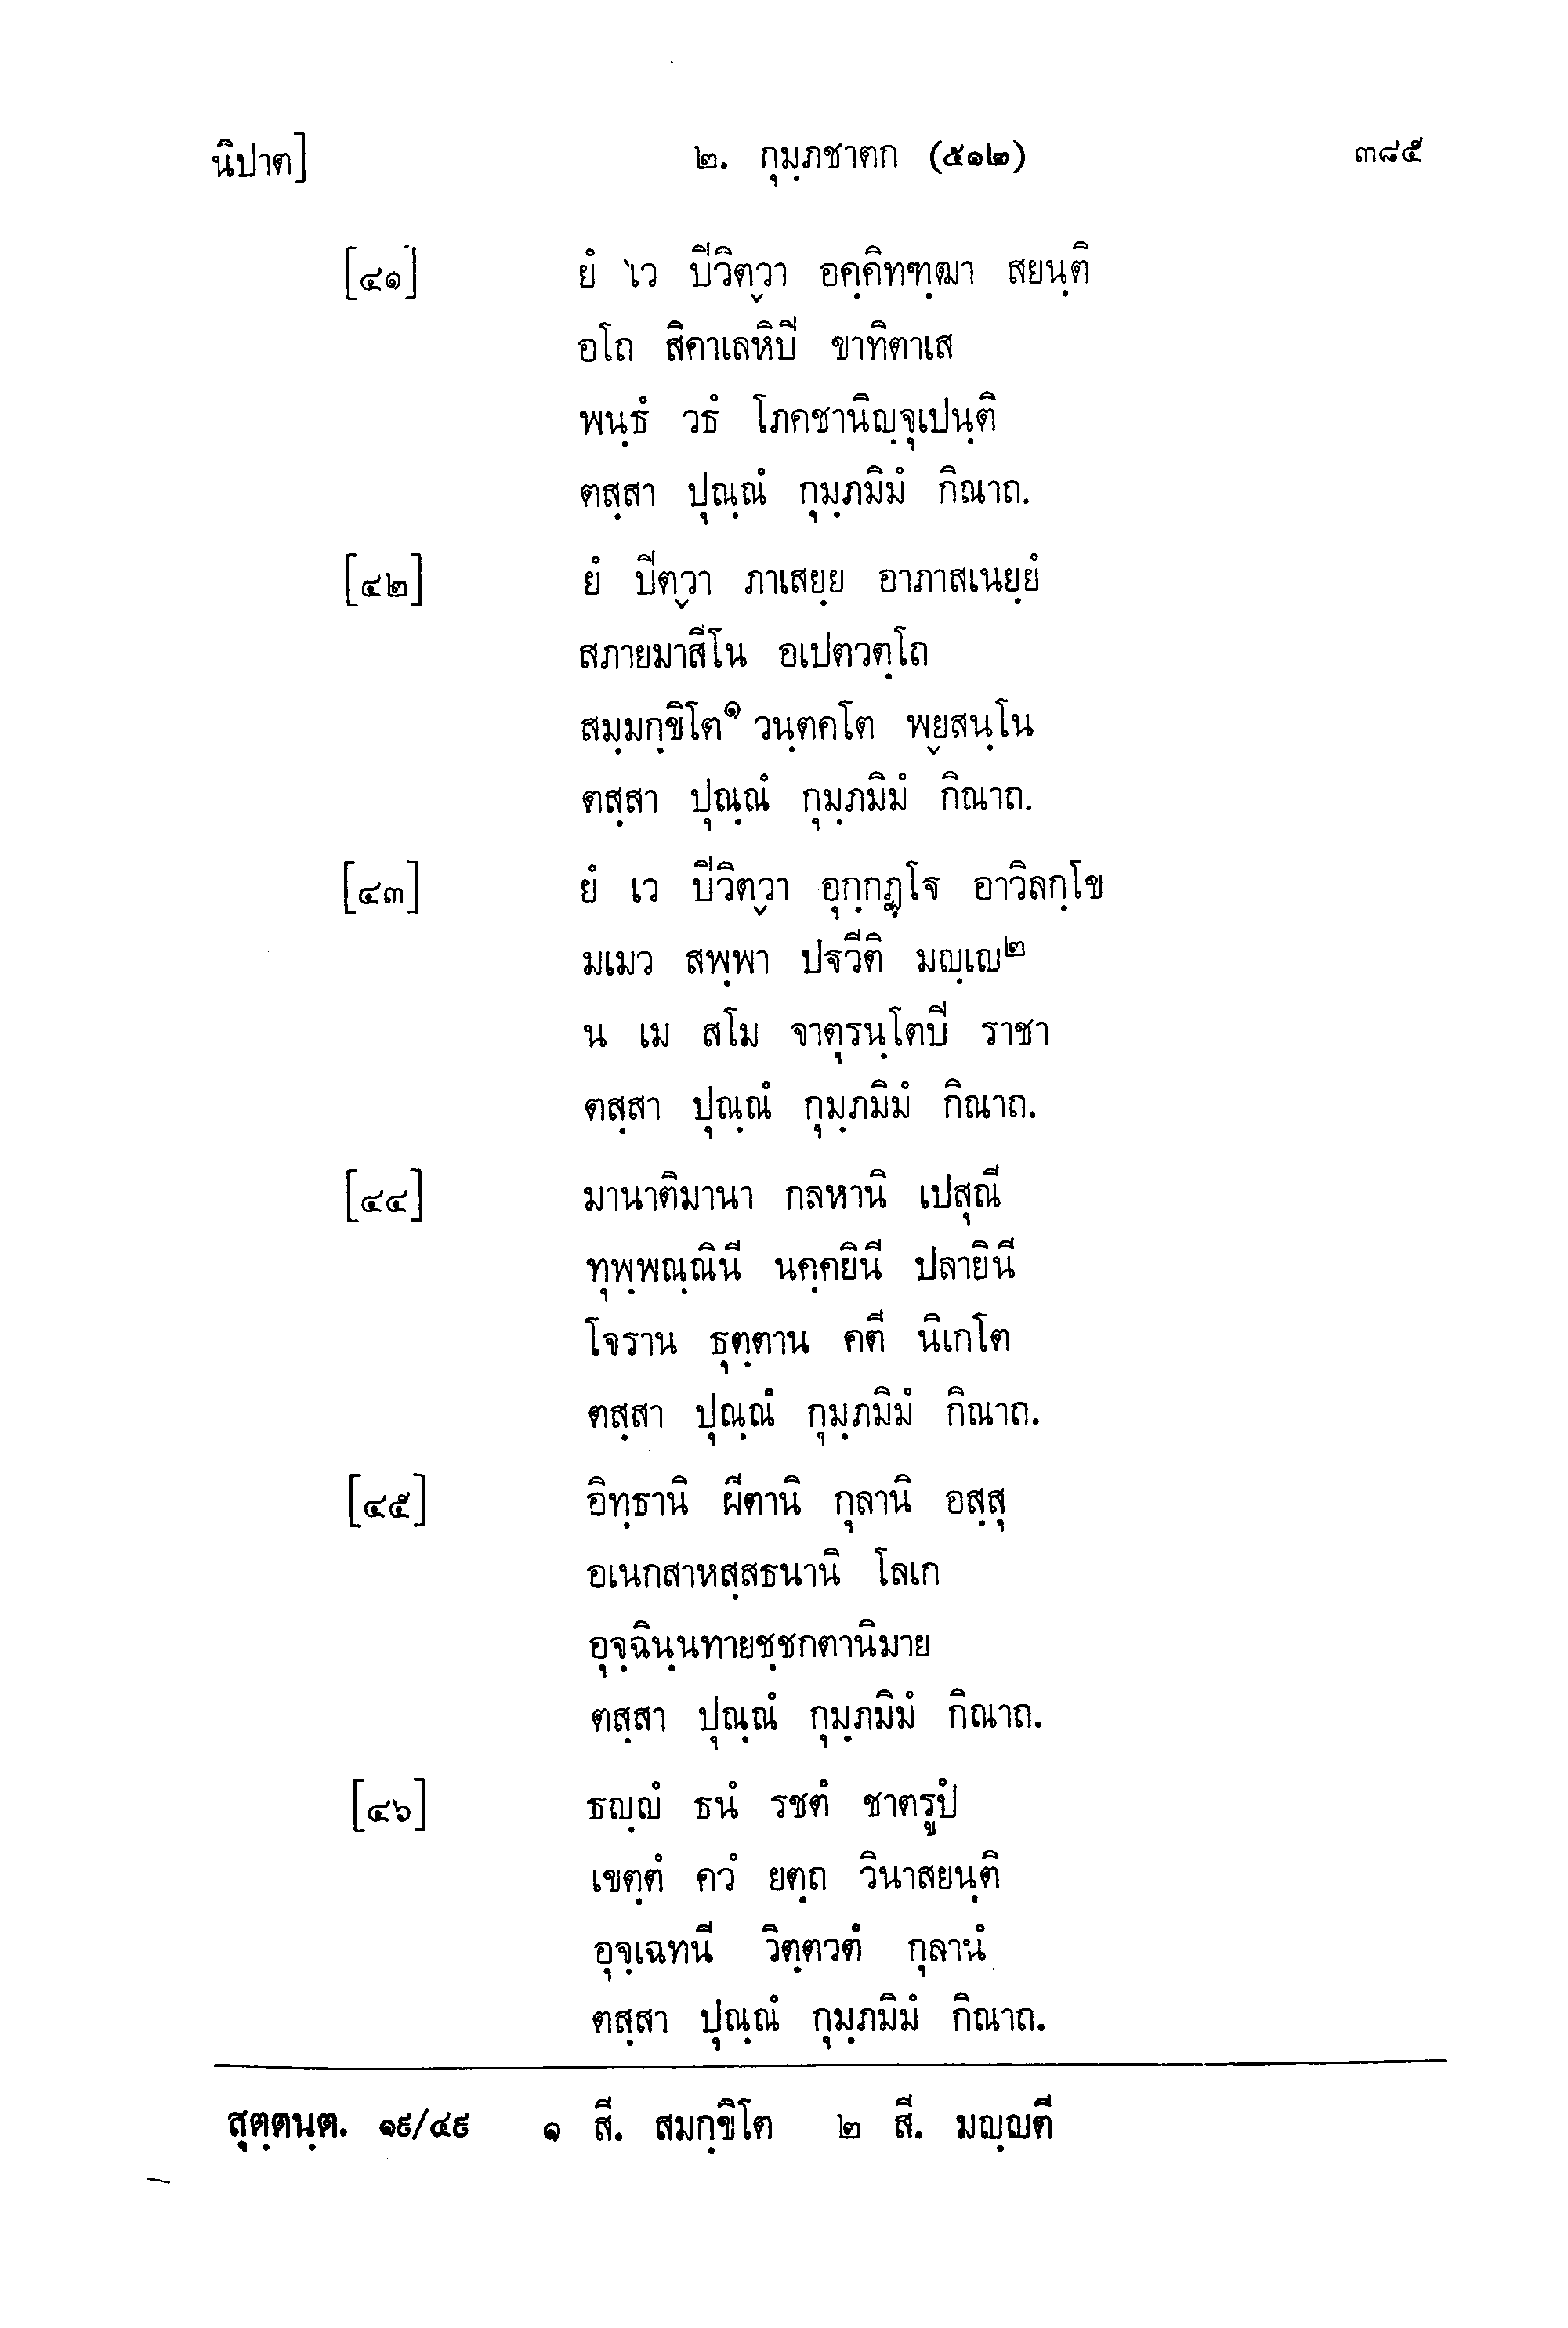 นิปาต] ๒. กุมฺภชาตก (๕๑๒) ๓๘๕
[๔๑] ยํ เว ปีวิตฺวา อคฺคิทฑฺฒา สยนฺติ
อโถ สิคาเลหิปี ขาทิตาเส
พนฺธํ วธํ โภคชานิญฺจุเปนฺติ
ตสฺสา ปุณฺณํ กุมฺภมิมํ กิณาถ.
[๔๒] ยํ ปีตฺวา ภาเสยฺย อาภาสเนยฺยํ
สภายมาสีโน อเปตวตฺโถ
สมฺมกฺขิโต๑ วนฺตคโต พฺยสนฺโน
ตสฺสา ปุณฺณํ กุมฺภมิมํ กิณาถ.
[๔๓] ยํ เว ปีวิตฺวา อุกฺกฏฺโฐ อาวิลกฺโข
มเมว สพฺพา ปฐวีติ มญฺเญ๒
น เม สโม จาตุรนฺโตปี ราชา
ตสฺสา ปุณฺณํ กุมฺภมิมํ กิณาถ.
[๔๔] มานาติมานา กลหานิ เปสุณี
ทุพฺพณฺณินี นคฺคยินี ปลายินี
โจราน ธุตฺตาน คตี นิเกโต
ตสฺสา ปุณฺณํ กุมฺภมิมํ กิณาถ.
[๔๕] อิทฺธานิ ผีตานิ กุลานิ อสฺสุ
อเนกสาหสฺสธนานิ โลเก
อุจฺฉินฺนทายชฺชกตานิมาย
ตสฺสา ปุณฺณํ กุมฺภมิมํ กิณาถ.
[๔๖] ธญฺญํ ธนํ รชตํ ชาตรูปํ
เขตฺตํ ควํ ยตฺถ วินาสยนฺติ
อุจฺเฉทนี วิตฺตวตํ กุลานํ
ตสฺสา ปุณฺณํ กุมฺภมิมํ กิณาถ.
สุตฺตนฺต. ๑๙/๔๙ ๑ สี. สมกฺขิโต ๒ สี. มญฺญตี